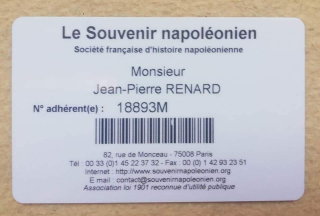 Le Souvenir napoléonien
Société française d'histoire napoléonienne
Monsieur
Jean-Pierre RENARD
N° adhérent(e) : 18893M
82, rue de Monceau - 75008 Paris
Tél : 00 33 (0)1 45 22 37 32 - Fax : 00 (0) 1 42 93 23 51
Internet : http://www.souvenirnapoleonien.org
E mail : contact@souvenirnapoleonien.org
Association loi 1901 reconnue d'utilité publique